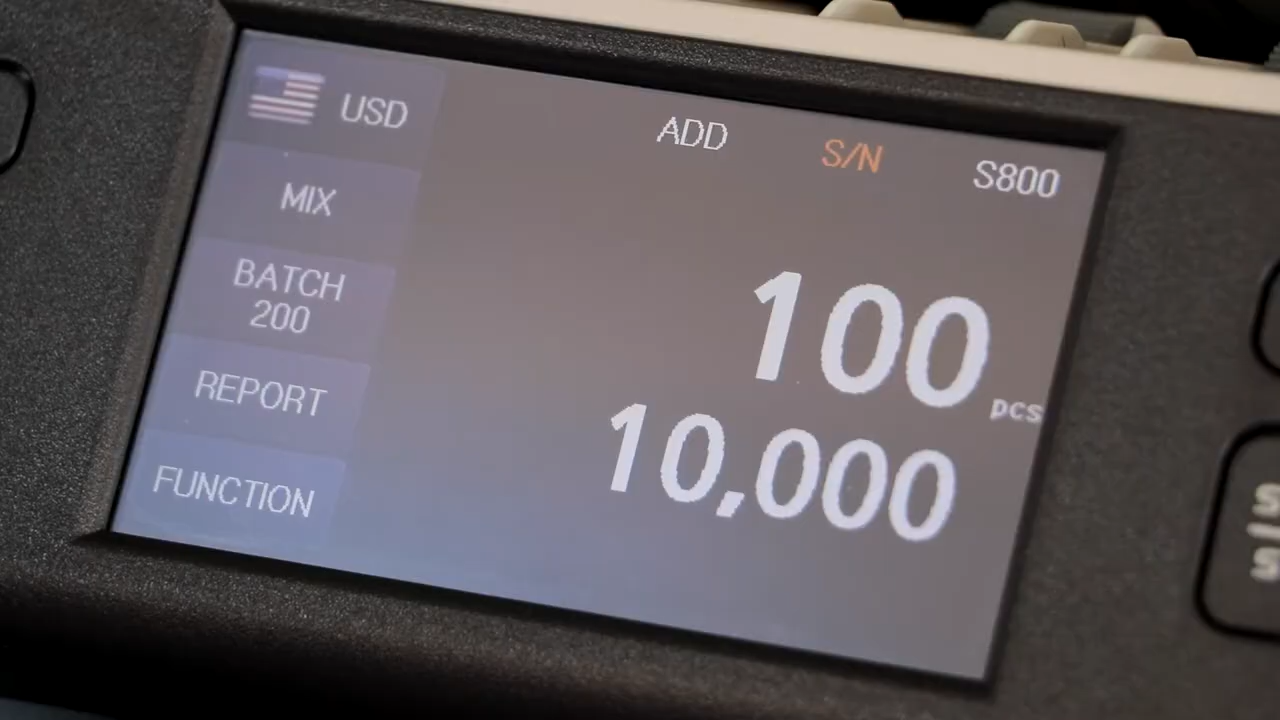 USD
ADD
S/N
S800
MIX
BATCH
200
REPORT
FUNCTION
100
pcs
10,000